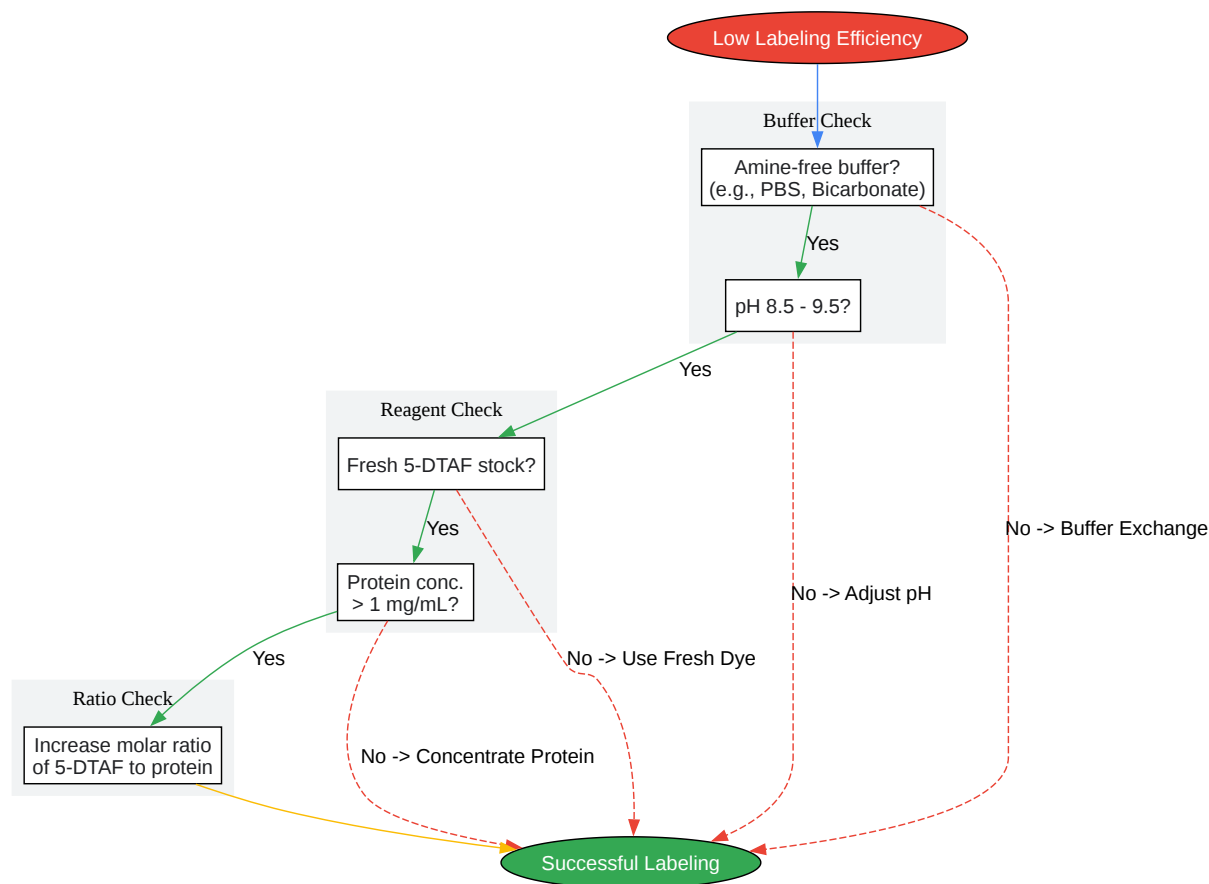 Low Labeling Efficiency
Buffer Check
Amine-free buffer?
(e.g., PBS, Bicarbonate)
Yes
pH 8.5 - 9.5?
Yes
Reagent Check
Fresh 5-DTAF stock?
Yes
No -> Buffer Exchange
Protein conc.
> 1 mg/mL?
No -> Adjust pH
Yes
No -> Use Fresh Dye
Ratio Check
Increase molar ratio
of 5-DTAF to protein
No -> Concentrate Protein
Successful Labeling